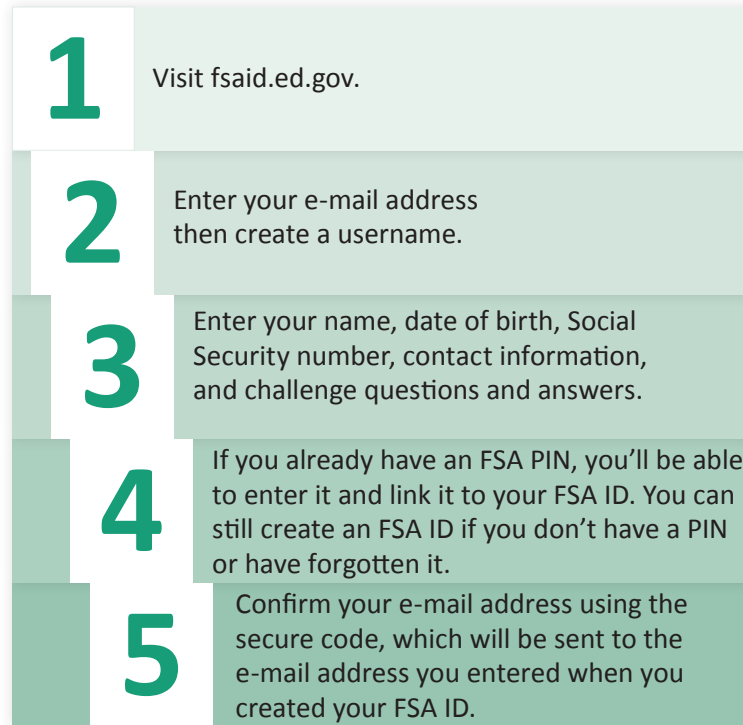 1
Visit fsaid.ed.gov.
2
Enter your e-mail address
then create a username.
3
Enter your name, date of birth, Social
Security number, contact information,
and challenge questions and answers.
4
If you already have an FSA PIN, you’ll be able
to enter it and link it to your FSA ID. You can
still create an FSA ID if you don’t have a PIN
or have forgotten it.
5
Confirm your e-mail address using the
secure code, which will be sent to the
e-mail address you entered when you
created your FSA ID.